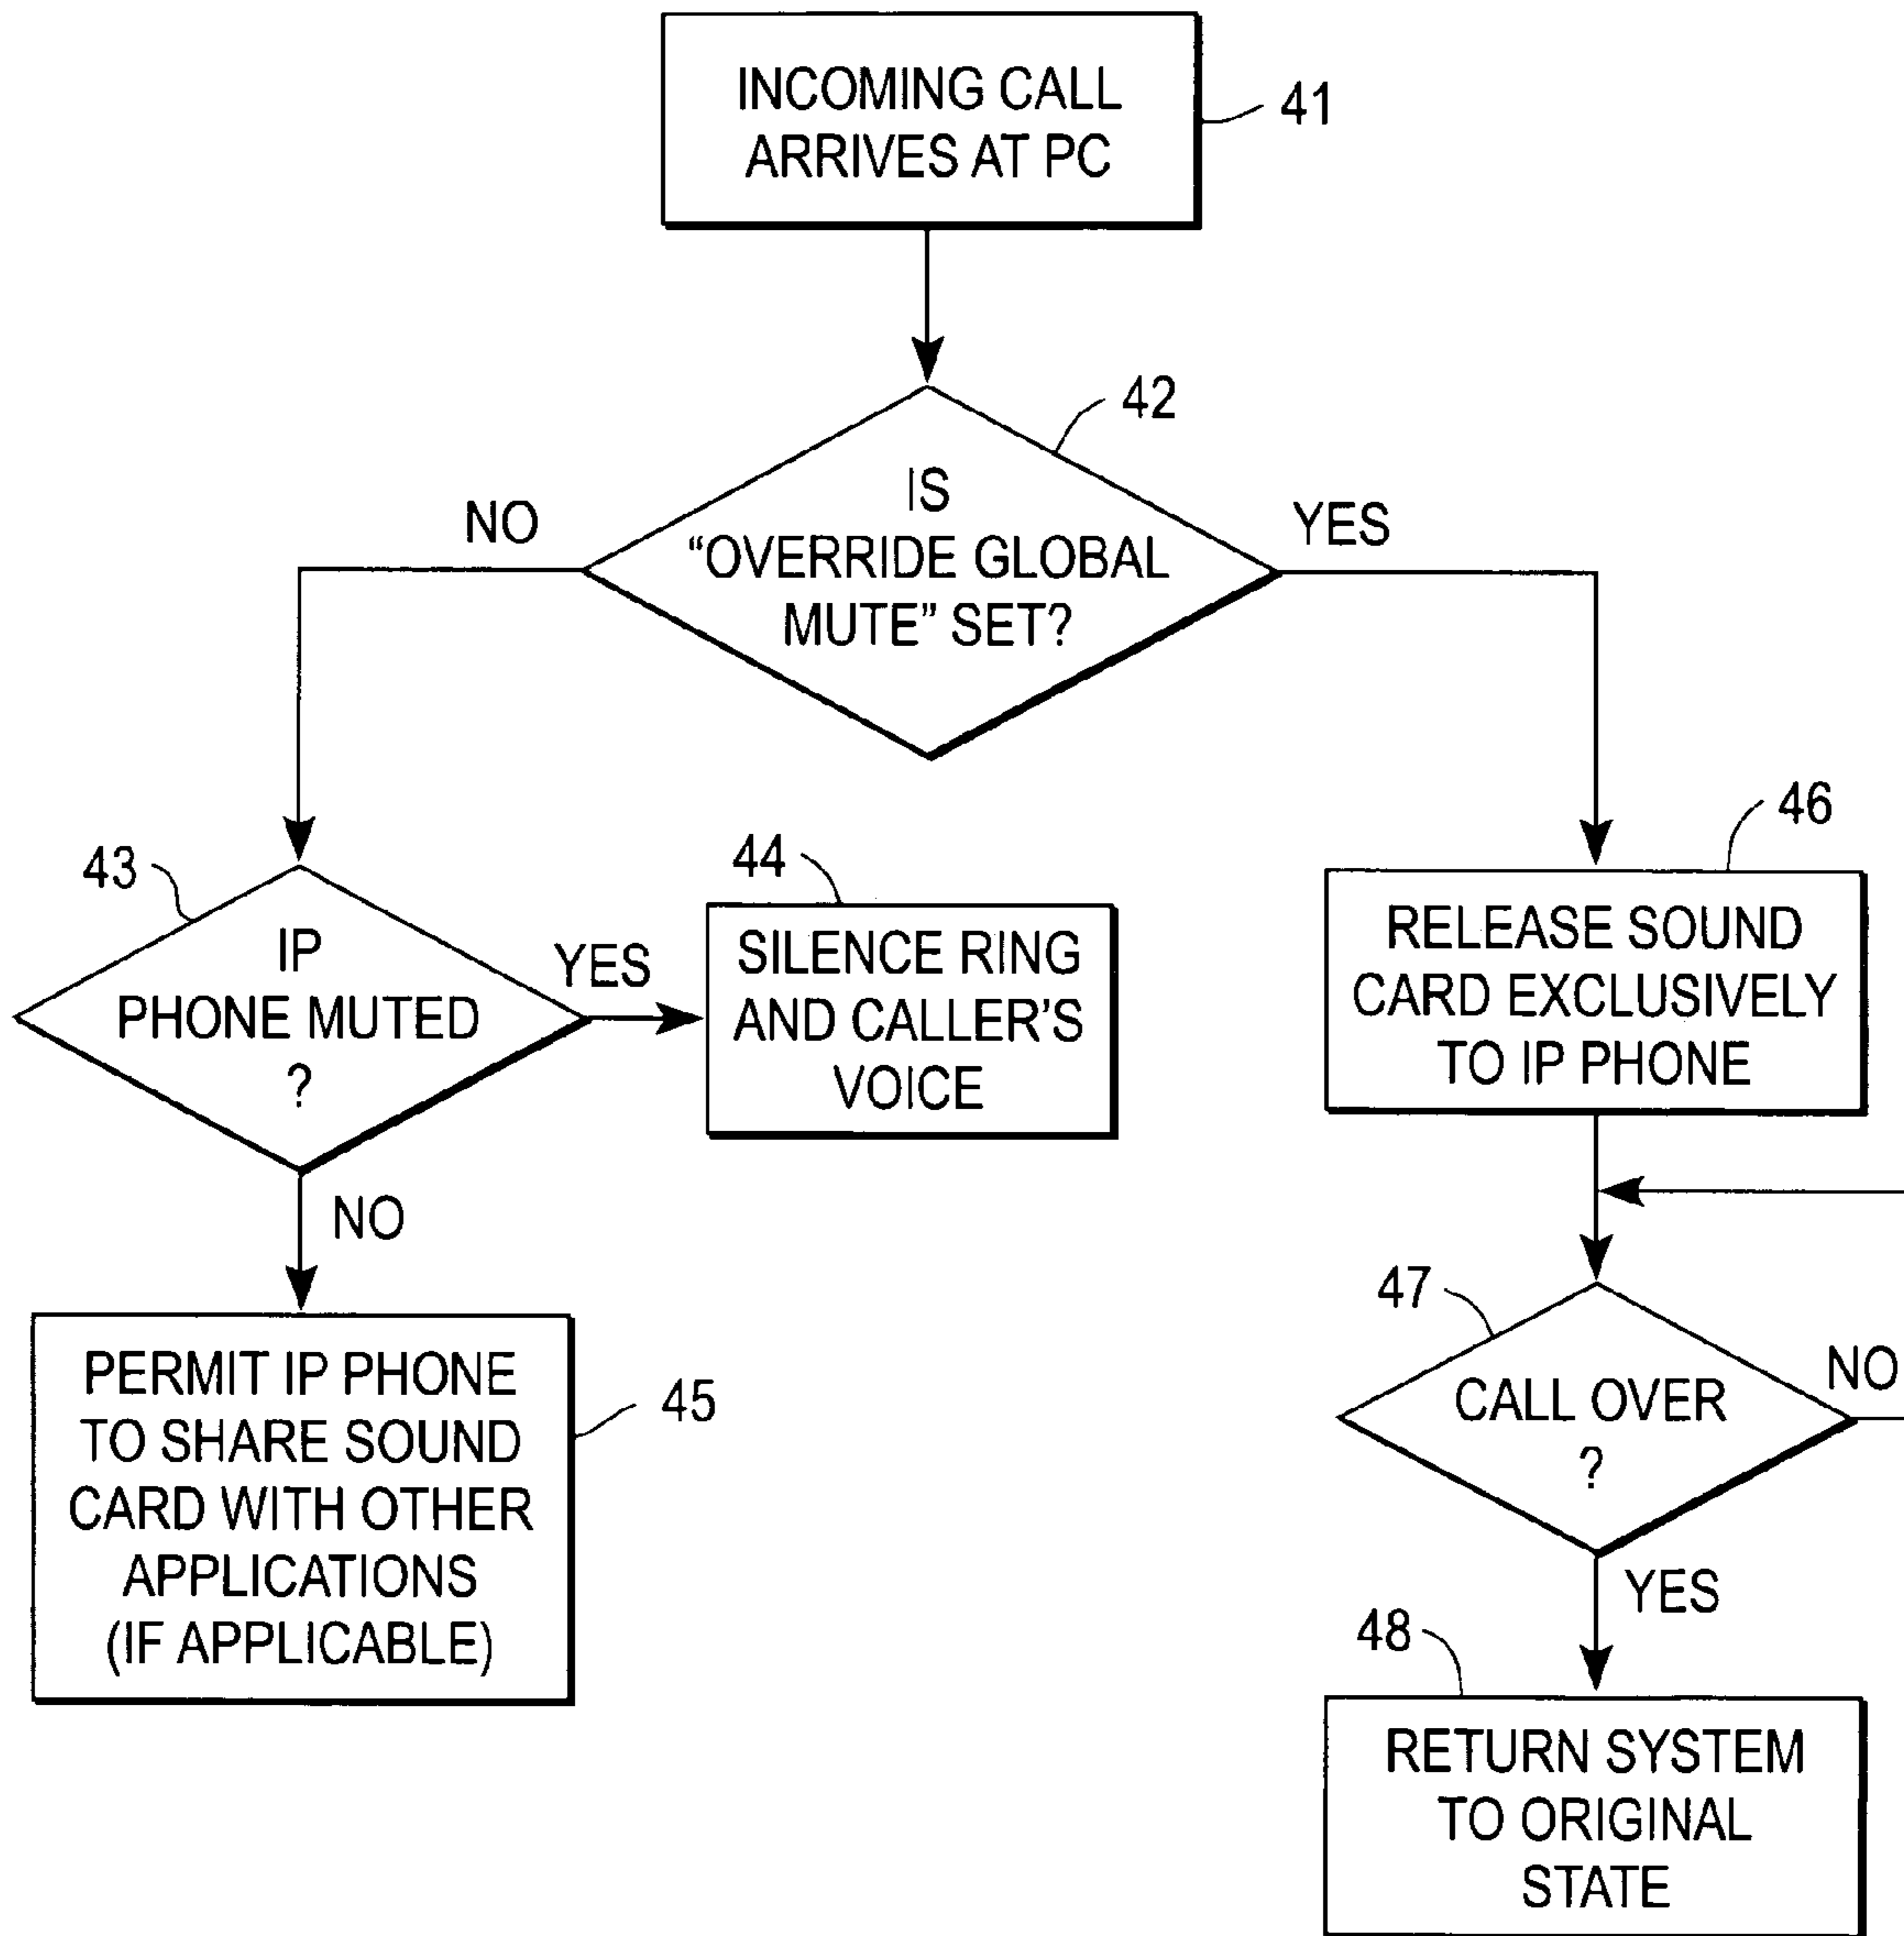 INCOMING CALL
ARRIVES AT PC
41
42
IS
“OVERRIDE GLOBAL
MUTE” SET?
NO
YES
43
IP
PHONE MUTED
?
YES
44
SILENCE RING
AND CALLER'S
VOICE
NO
PERMIT IP PHONE
TO SHARE SOUND
CARD WITH OTHER
APPLICATIONS
(IF APPLICABLE)
45
46
RELEASE SOUND
CARD EXCLUSIVELY
TO IP PHONE
47
CALL OVER
?
NO
YES
48
RETURN SYSTEM
TO ORIGINAL
STATE